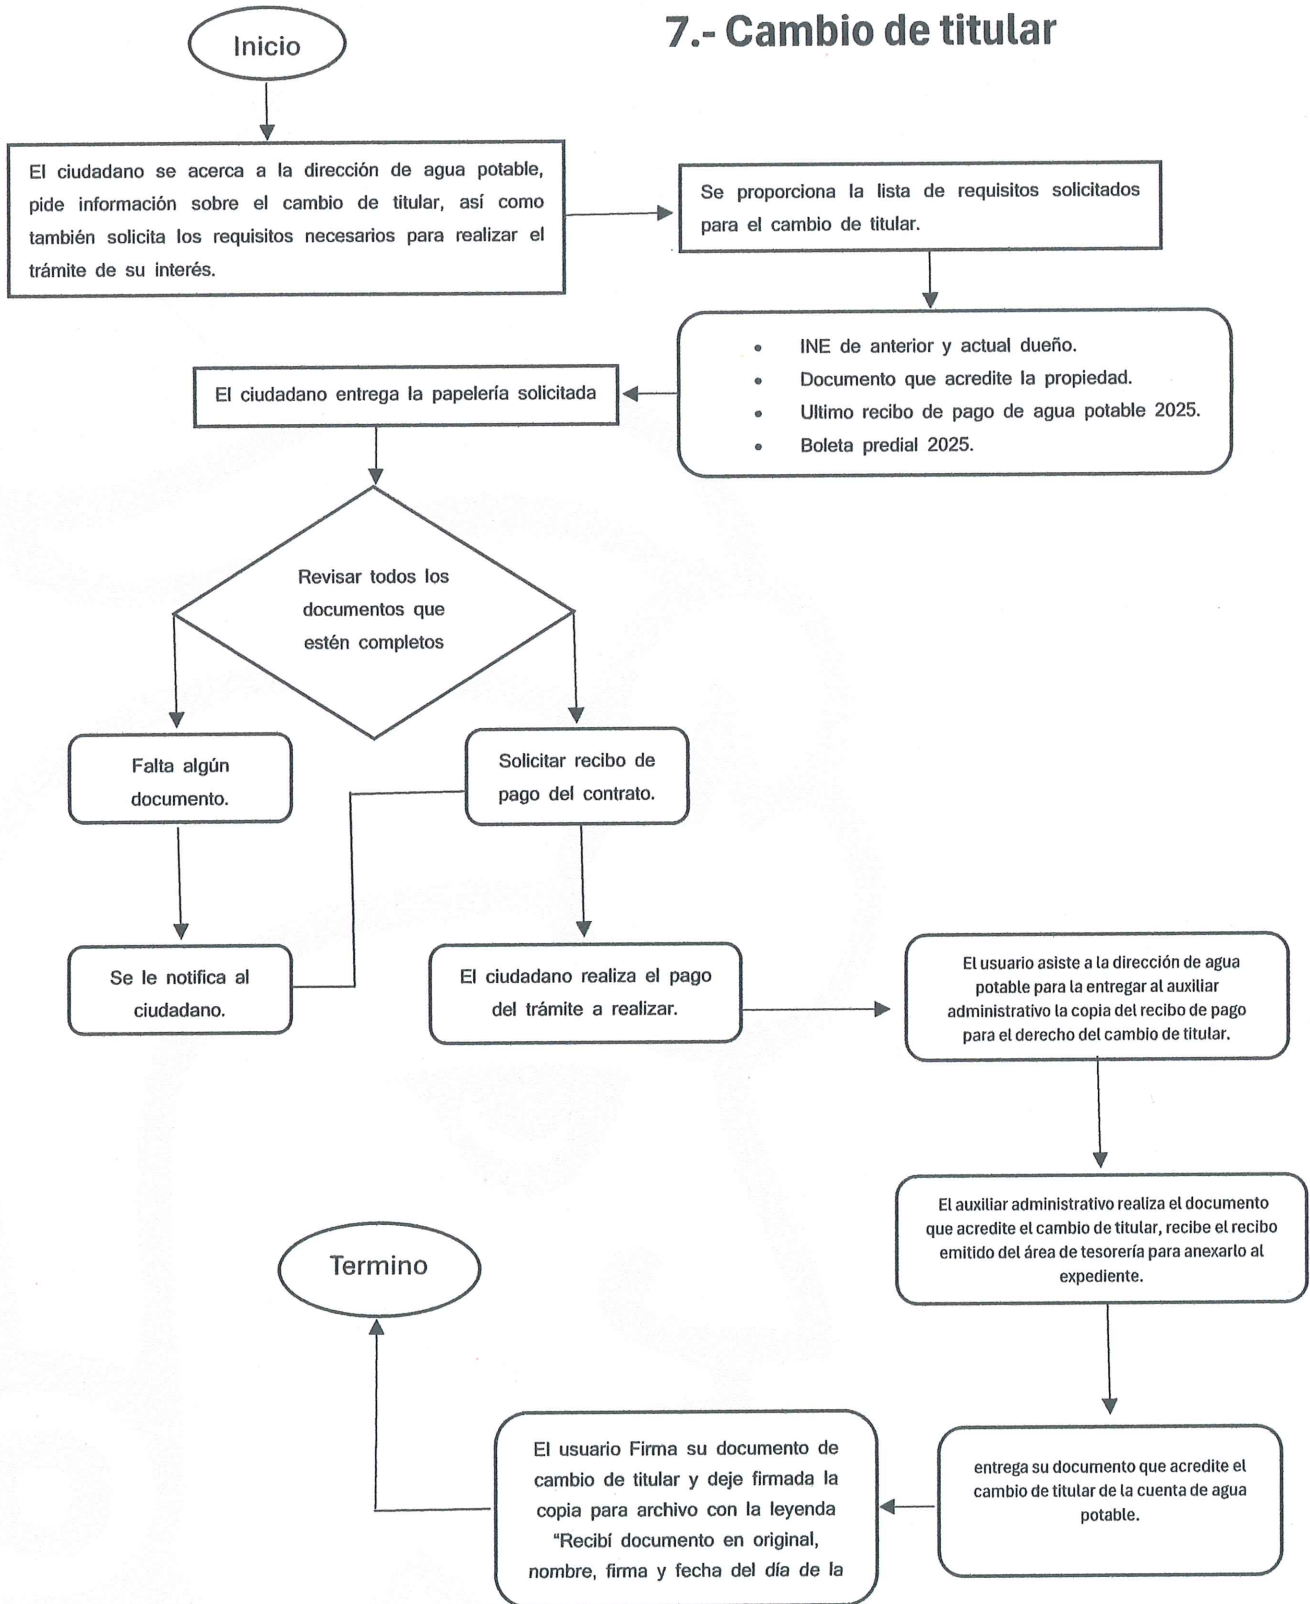 7.- Cambio de titular
Inicio
El ciudadano se acerca a la dirección de agua potable,
pide información sobre el cambio de titular, así como
también solicita los requisitos necesarios para realizar el
trámite de su interés.
Se proporciona la lista de requisitos solicitados
para el cambio de titular.
• INE de anterior y actual dueño.
• Documento que acredite la propiedad.
• Ultimo recibo de pago de agua potable 2025.
• Boleta predial 2025.
El ciudadano entrega la papelería solicitada
Revisar todos los
documentos que
estén completos
Falta algún
documento.
Se le notifica al
ciudadano.
Solicitar recibo de
pago del contrato.
El ciudadano realiza el pago
del trámite a realizar.
El usuario asiste a la dirección de agua
potable para la entregar al auxiliar
administrativo la copia del recibo de pago
para el derecho del cambio de titular.
El auxiliar administrativo realiza el documento
que acredite el cambio de titular, recibe el recibo
emitido del área de tesorería para anexarlo al
expediente.
entrega su documento que acredite el
cambio de titular de la cuenta de agua
potable.
El usuario Firma su documento de
cambio de titular y deje firmada la
copia para archivo con la leyenda
“Recibí documento en original,
nombre, firma y fecha del día de la
Termino